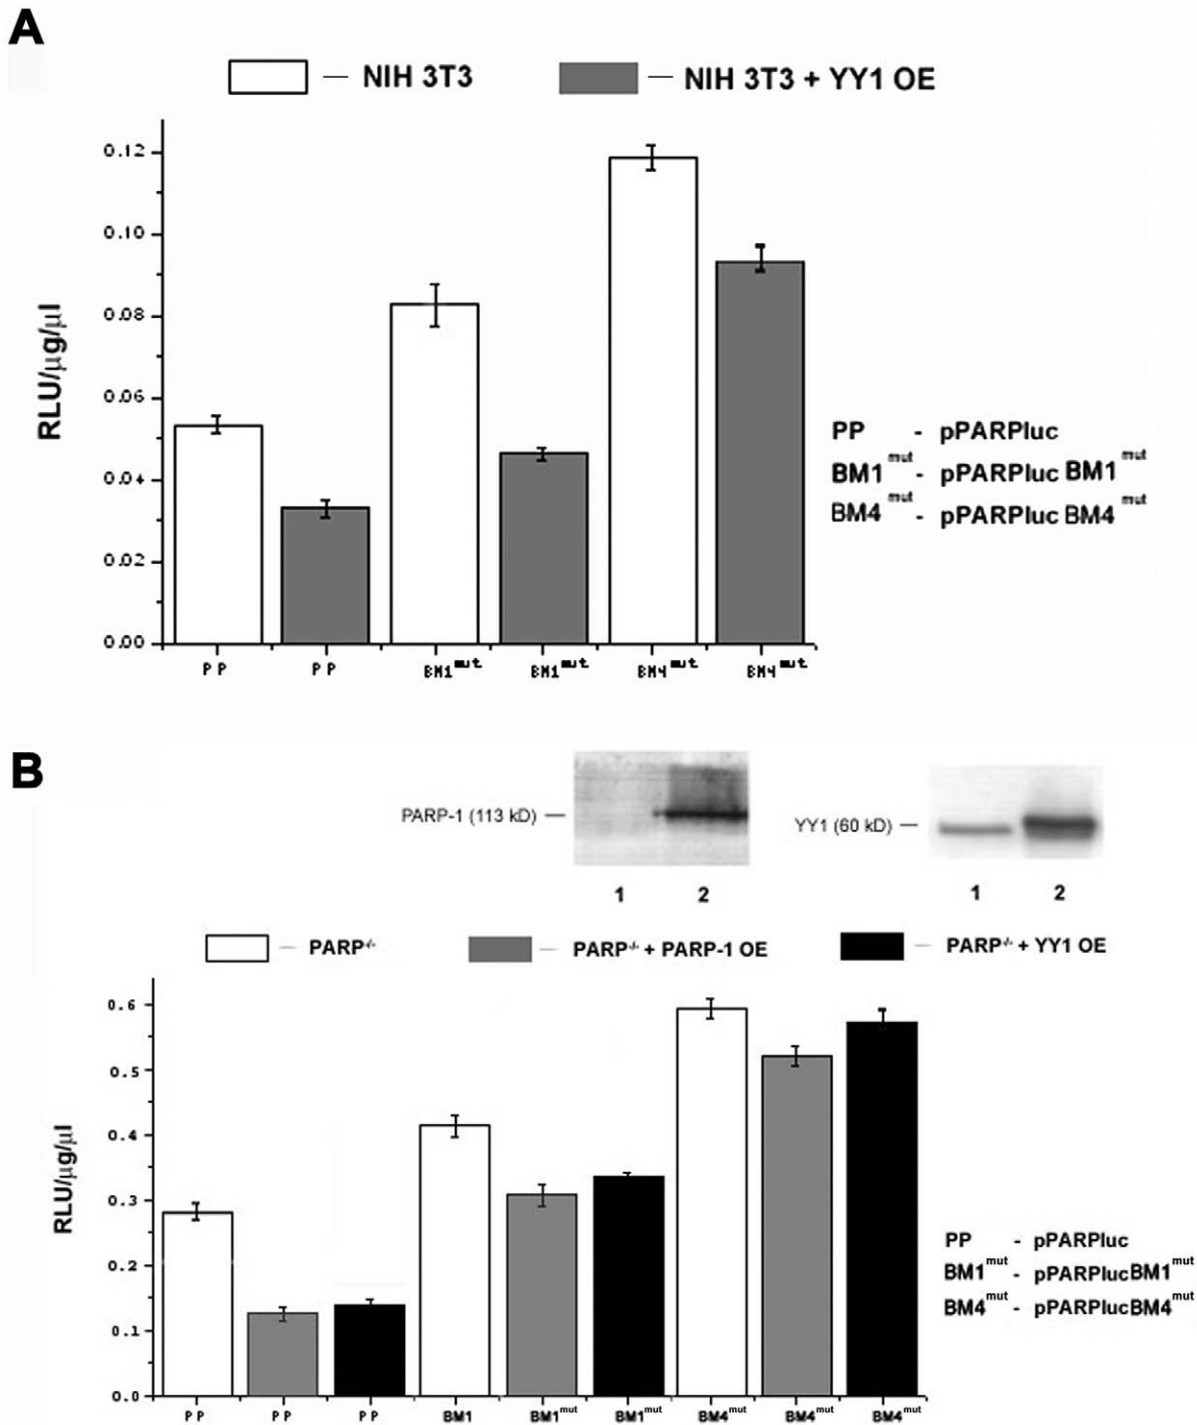 A
— NIH 3T3 — NIH 3T3 + YY1 OE
RLU/µg/µl
0.12
0.10
0.08
0.06
0.04
0.02
0.00
PP PP BM1mut BM1mut BM4mut BM4mut
PP - pPARPluc
BM1mut - pPARPluc BM1mut
BM4mut - pPARPluc BM4mut
B
PARP-1 (113 kD) — YY1 (60 kD) —
1 2 1 2
— PARP-/- — PARP-/- + PARP-1 OE — PARP-/- + YY1 OE
RLU/µg/µl
0.6
0.5
0.4
0.3
0.2
0.1
0.0
PP PP PP BM1 BM1mut BM1mut BM4mut BM4mut BM4mut
PP - pPARPluc
BM1mut - pPARPlucBM1mut
BM4mut - pPARPlucBM4mut